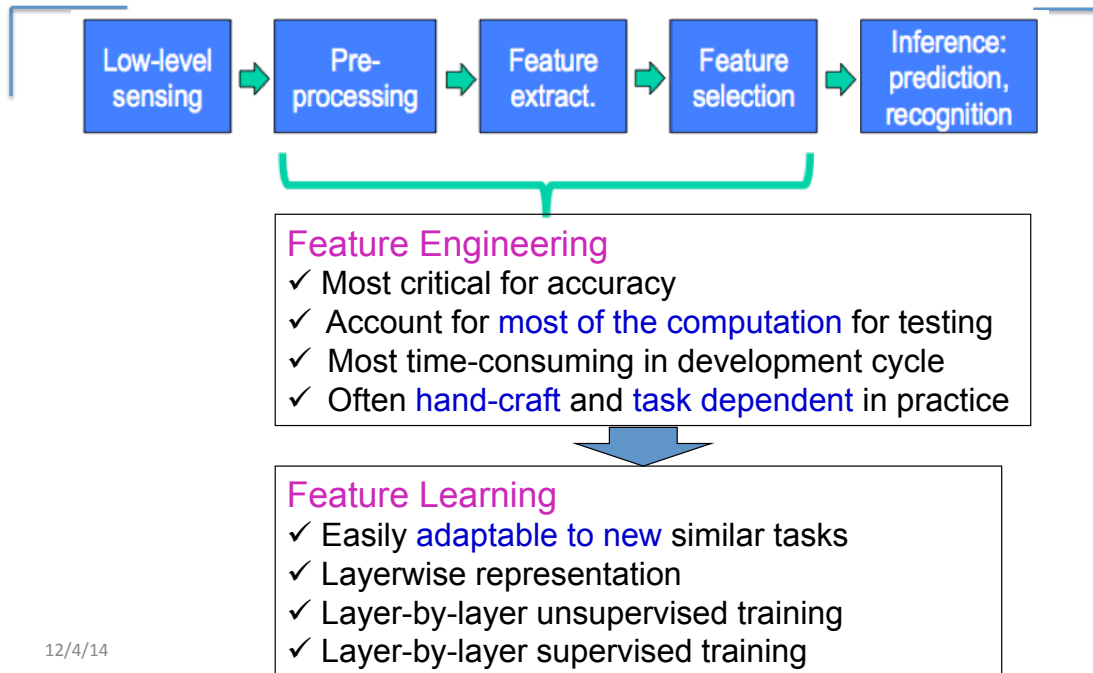 Low-level
sensing
Pre-
processing
Feature
extract.
Feature
selection
Inference:
prediction,
recognition
Feature Engineering
✓ Most critical for accuracy
✓ Account for most of the computation for testing
✓ Most time-consuming in development cycle
✓ Often hand-craft and task dependent in practice
Feature Learning
✓ Easily adaptable to new similar tasks
✓ Layerwise representation
✓ Layer-by-layer unsupervised training
✓ Layer-by-layer supervised training
12/4/14